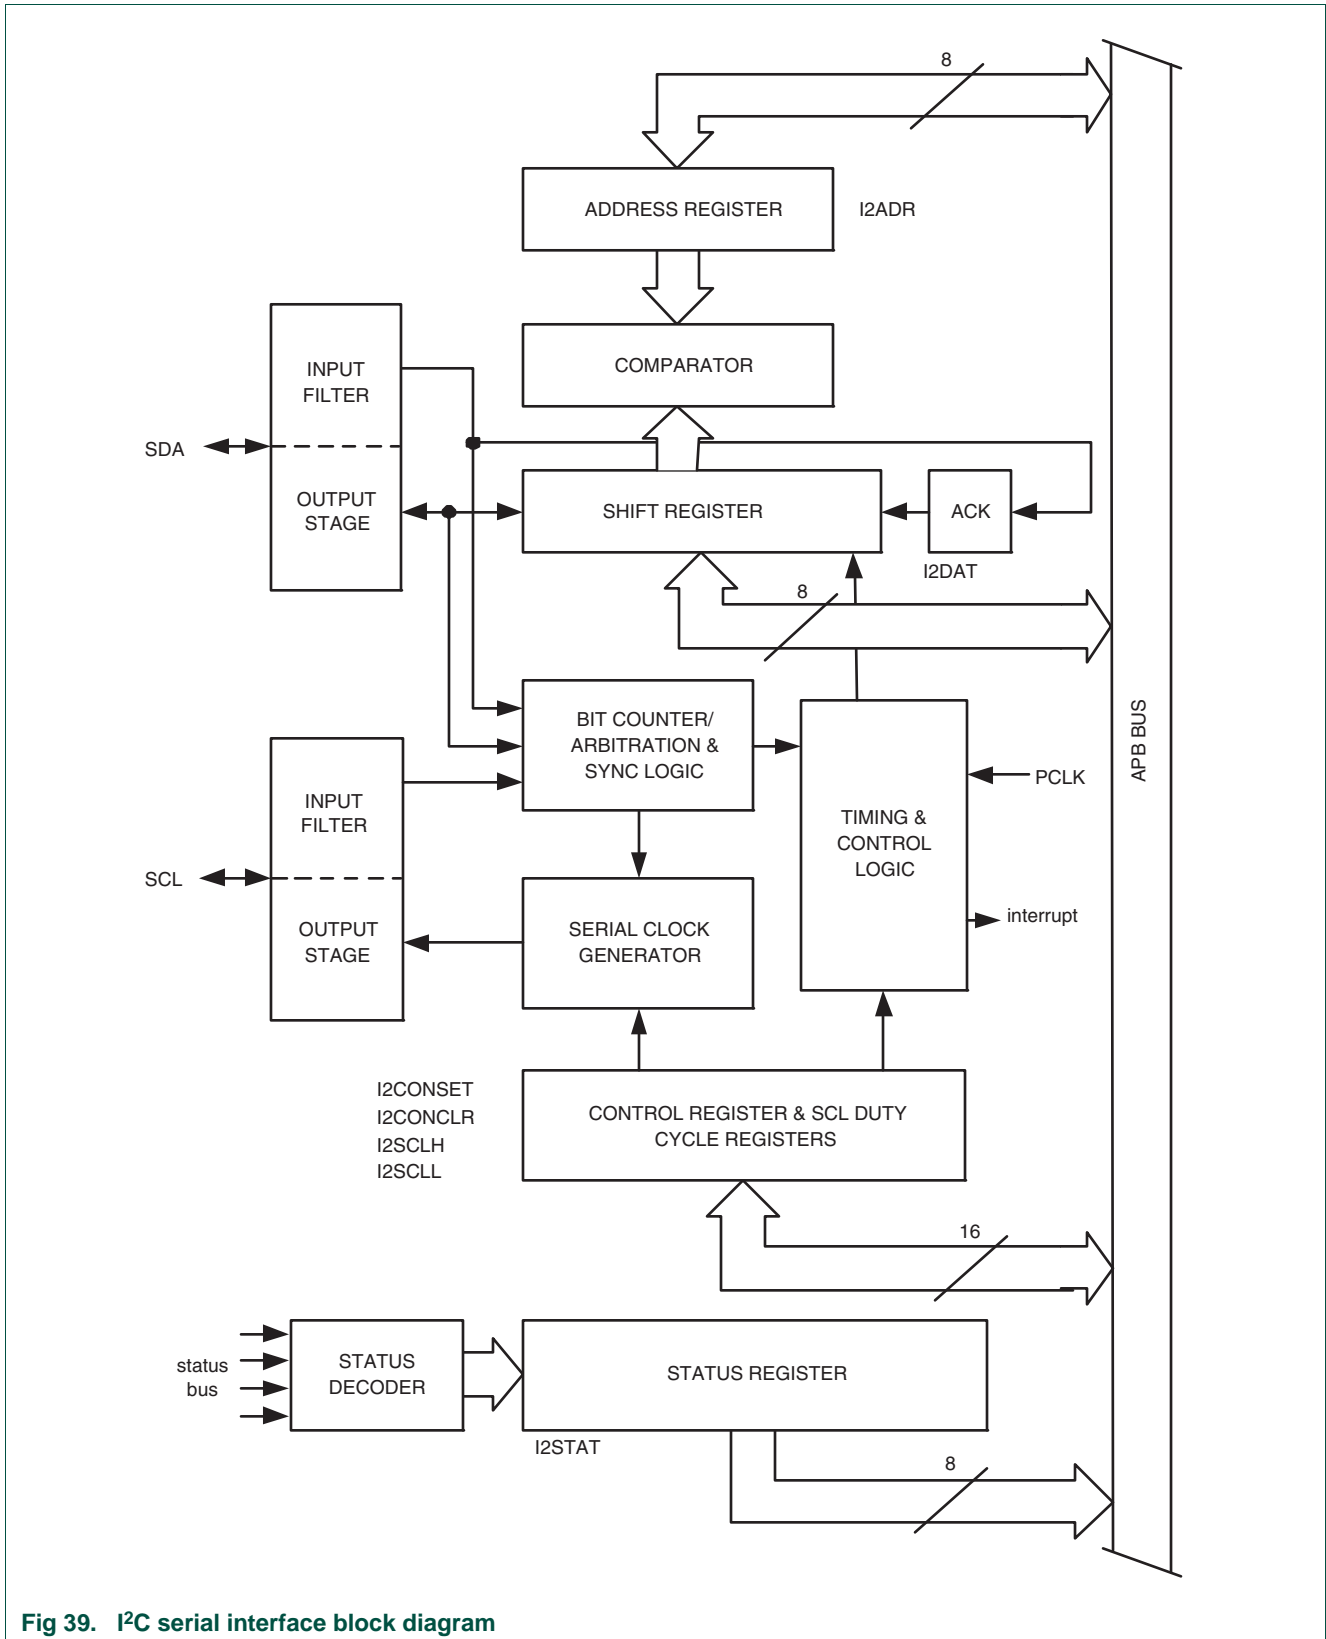 8
ADDRESS REGISTER
I2ADR
COMPARATOR
INPUT
FILTER
SDA
OUTPUT
STAGE
SHIFT REGISTER
ACK
I2DAT
8
BIT COUNTER/
ARBITRATION &
SYNC LOGIC
APB BUS
PCLK
INPUT
FILTER
TIMING &
CONTROL
LOGIC
SCL
OUTPUT
STAGE
SERIAL CLOCK
GENERATOR
interrupt
I2CONSET
I2CONCLR
I2SCLH
I2SCLL
CONTROL REGISTER & SCL DUTY
CYCLE REGISTERS
16
status
bus
STATUS
DECODER
STATUS REGISTER
I2STAT
8
Fig 39. I²C serial interface block diagram